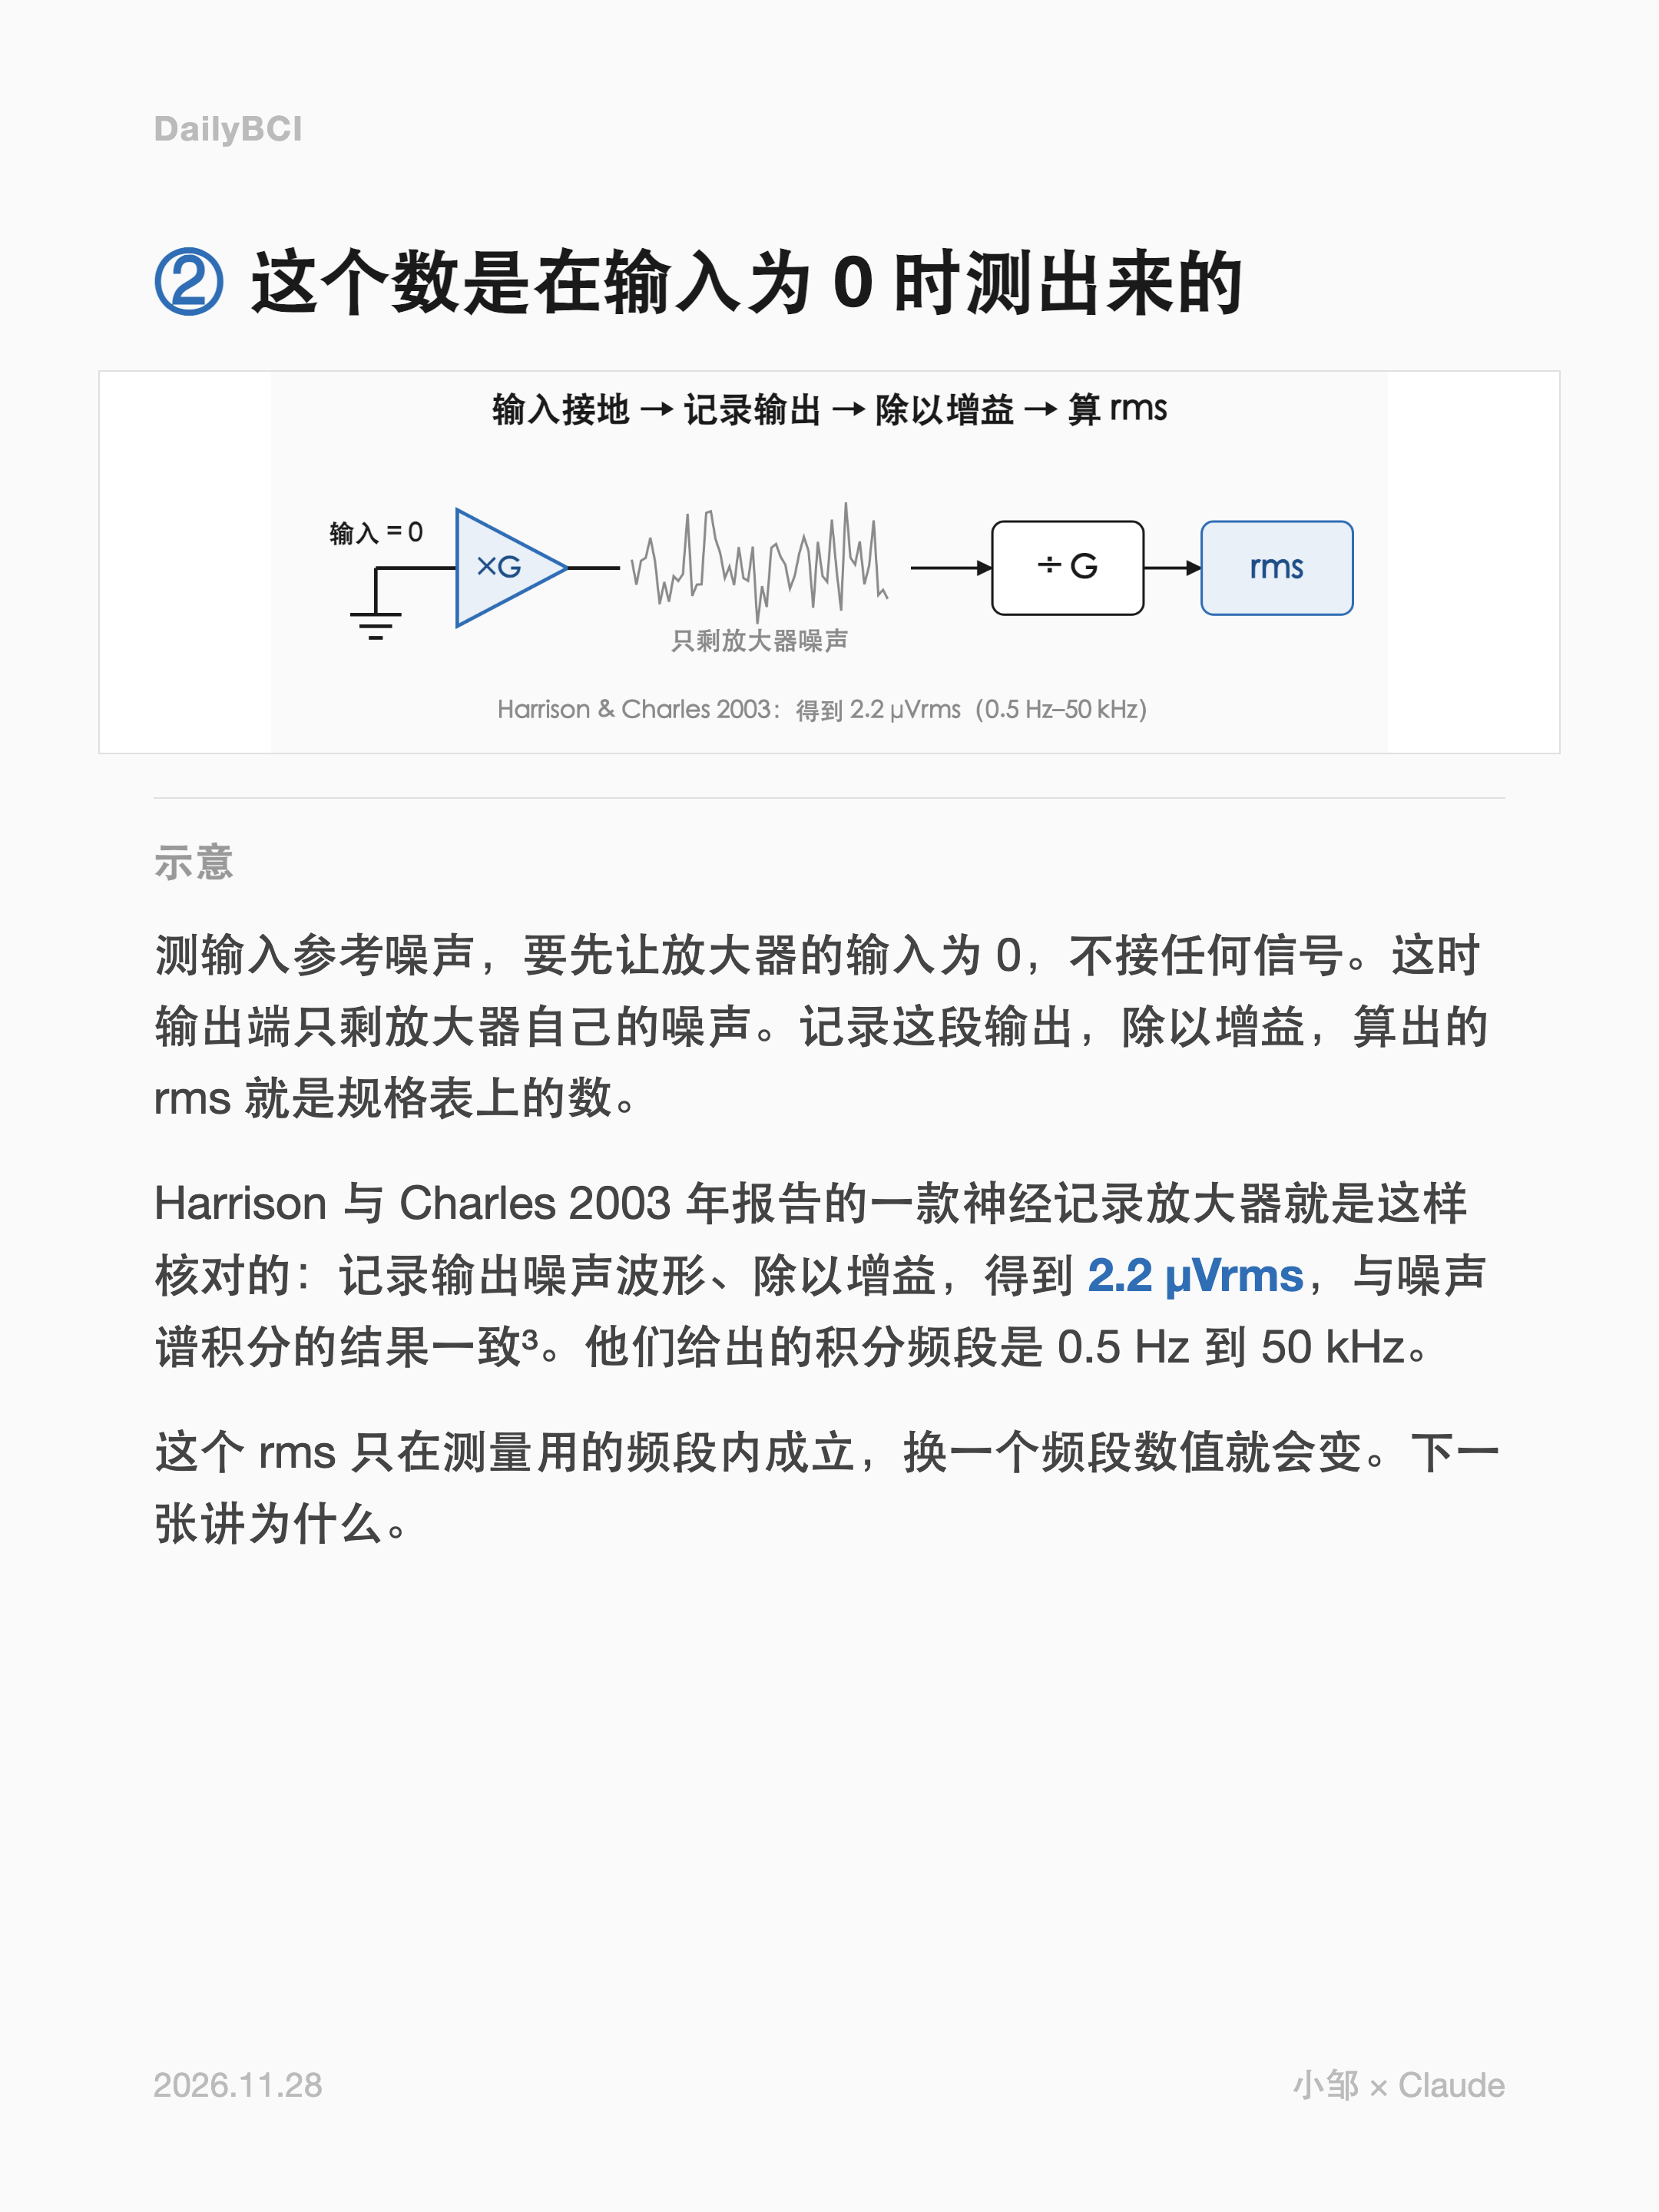 DailyBCI
② 这个数是在输入为 0 时测出来的
输入接地 → 记录输出 → 除以增益 → 算 rms
输入 = 0
×G
÷ G
rms
只剩放大器噪声
Harrison & Charles 2003：得到 2.2 µVrms（0.5 Hz–50 kHz）
示意
测输入参考噪声，要先让放大器的输入为 0，不接任何信号。这时
输出端只剩放大器自己的噪声。记录这段输出，除以增益，算出的
rms 就是规格表上的数。
Harrison 与 Charles 2003 年报告的一款神经记录放大器就是这样
核对的：记录输出噪声波形、除以增益，得到 2.2 µVrms，与噪声
谱积分的结果一致³。他们给出的积分频段是 0.5 Hz 到 50 kHz。
这个 rms 只在测量用的频段内成立，换一个频段数值就会变。下一
张讲为什么。
2026.11.28
小邹 × Claude